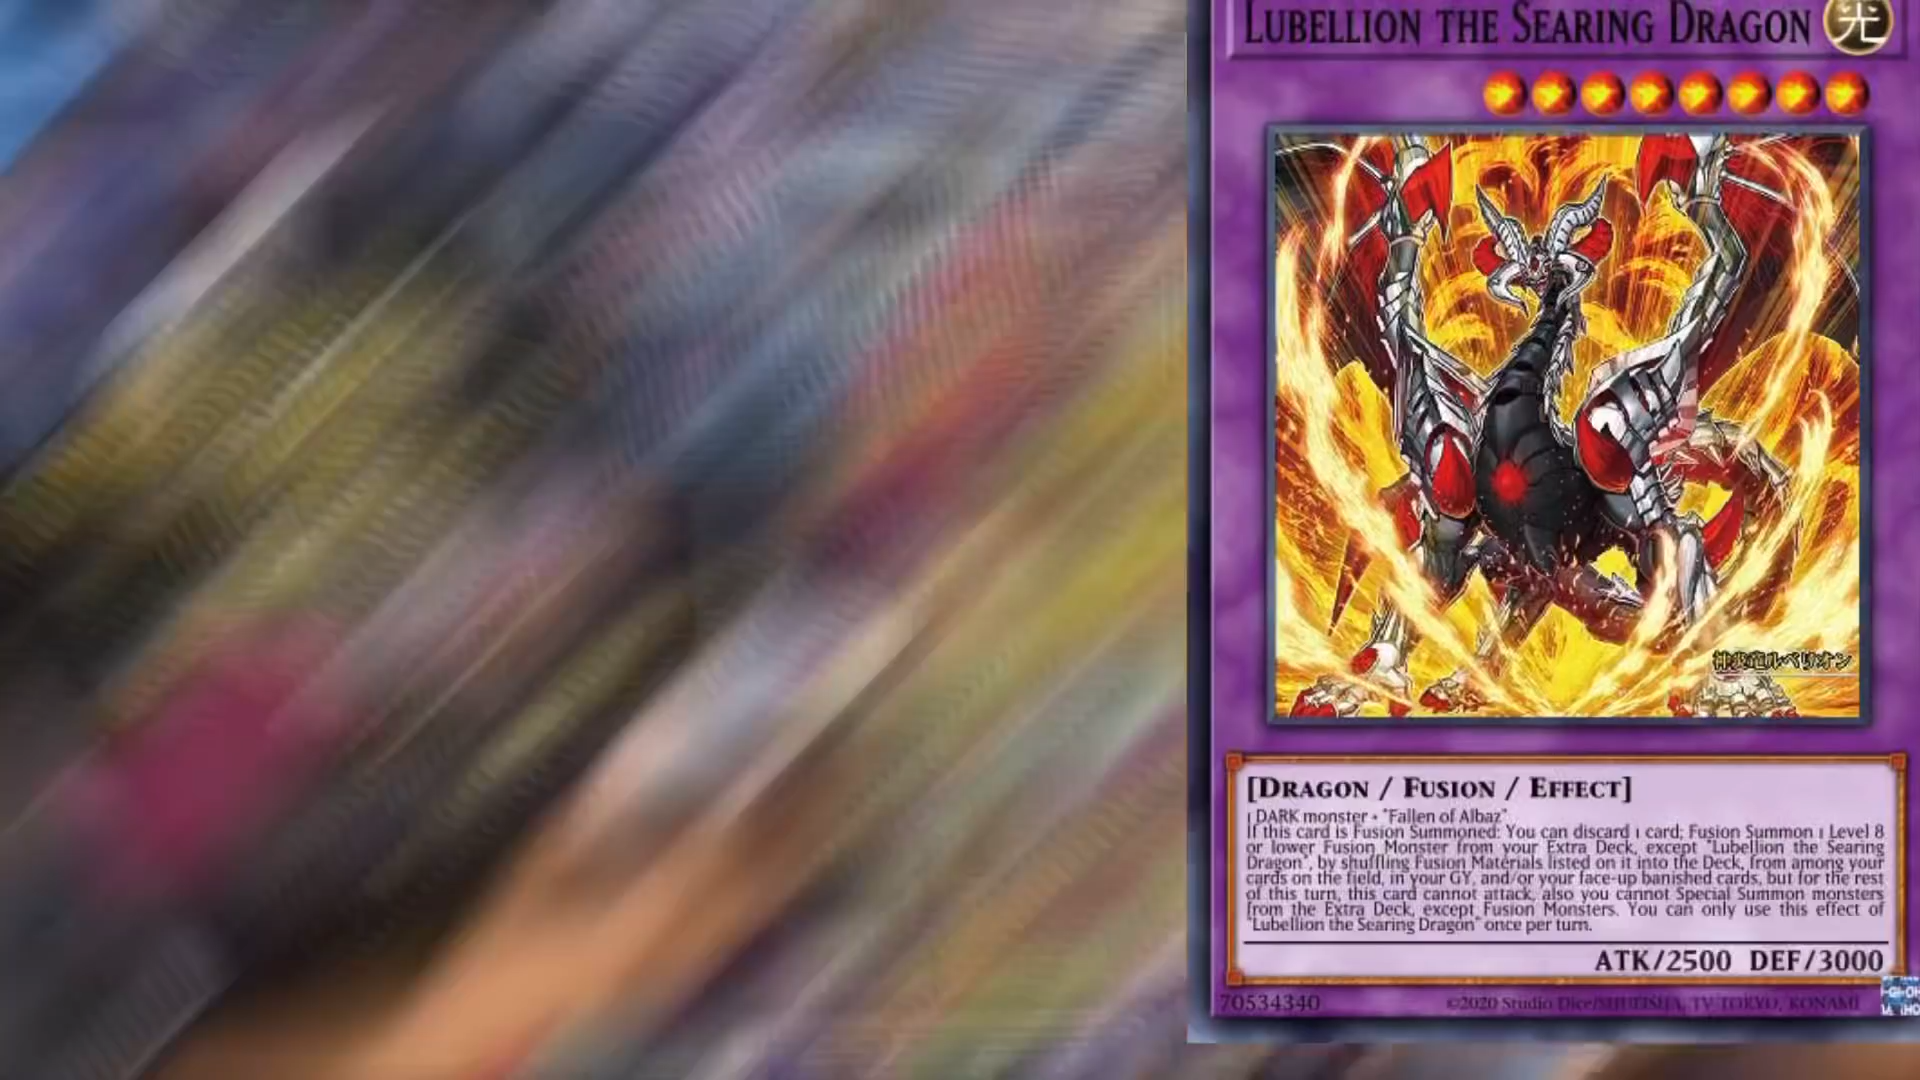 LUBELLION THE SEARING DRAGON
光
神炎竜ルベリオン
[DRAGON / FUSION / EFFECT]
1 DARK monster + "Fallen of Albaz"
If this card is Fusion Summoned: You can discard 1 card; Fusion Summon 1 Level 8
or lower Fusion Monster from your Extra Deck, except "Lubellion the Searing
Dragon", by shuffling Fusion Materials listed on it into the Deck, from among your
cards on the field, in your GY, and/or your face-up banished cards, but for the rest
of this turn, this card cannot attack, also you cannot Special Summon monsters
from the Extra Deck, except Fusion Monsters. You can only use this effect of
"Lubellion the Searing Dragon" once per turn.
ATK/2500 DEF/3000
70534340
©2020 Studio Dice/SHUEISHA, TV TOKYO, KONAMI